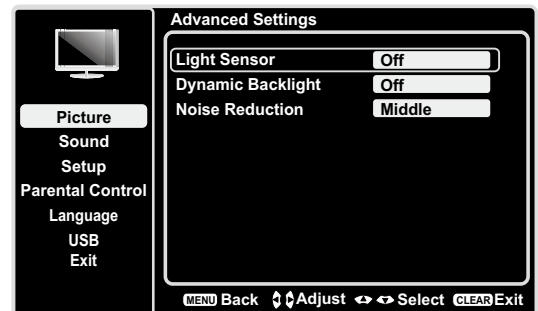 Advanced Settings
Light Sensor Off
Dynamic Backlight Off
Noise Reduction Middle
Picture
Sound
Setup
Parental Control
Language
USB
Exit
MENU Back Adjust Select CLEAR Exit